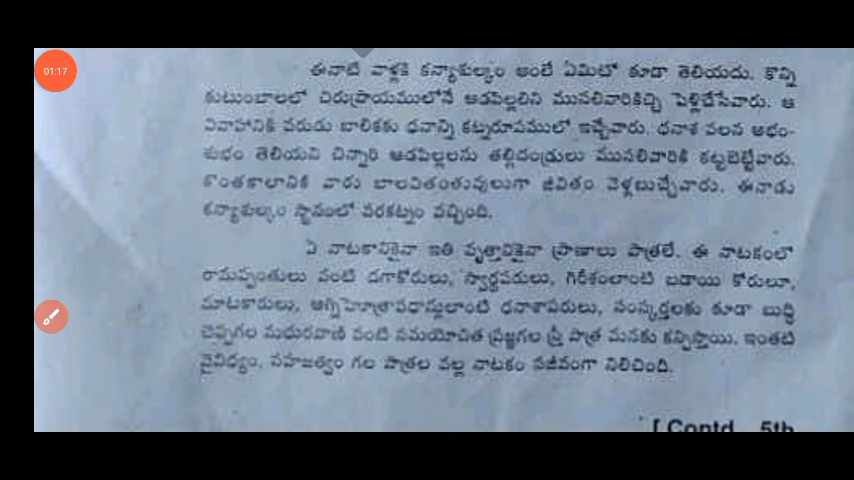 01:17
ఈనాటి వాళ్లకి కన్యాశుల్కం అంటే ఏమిటో కూడా తెలియదు. కొన్ని
కుటుంబాలలో చిరుప్రాయములోనే ఆడపిల్లలిని ముసలివారికిచ్చి పెళ్లిచేసేవారు. ఆ
వివాహానికి వరుడు బాలికకు ధనాన్ని కట్నరూపములో ఇచ్చేవారు. ధనాశ వలన అభం-
శుభం తెలియని చిన్నారి ఆడపిల్లలను తల్లిదండ్రులు ముసలివారికి కట్టబెట్టేవారు.
కొంతకాలానికి వారు బాలవితంతువులుగా జీవితం వెళ్లబుచ్చేవారు. ఈనాడు
కన్యాశుల్కం స్థానంలో వరకట్నం వచ్చింది.
ఏ నాటకానికైనా ఇతి వృత్తానికైనా ప్రాణాలు పాత్రలే. ఈ నాటకంలో
రామప్పంతులు వంటి దగాకోరులు, స్వార్థపరులు, గిరీశంలాంటి బడాయి కోరులూ,
మాటకారులు, అగ్నిహోత్రావధాన్లులాంటి ధనాశాపరులు, సంస్కర్తలకు కూడా బుద్ధి
చెప్పగల మధురవాణి వంటి సమయోచిత ప్రజ్ఞగల స్త్రీ పాత్ర మనకు కన్పిస్తాయి. ఇంతటి
వైవిధ్యం, సహజత్వం గల పాత్రల వల్ల నాటకం సజీవంగా నిలిచింది.
[ Contd. 5th